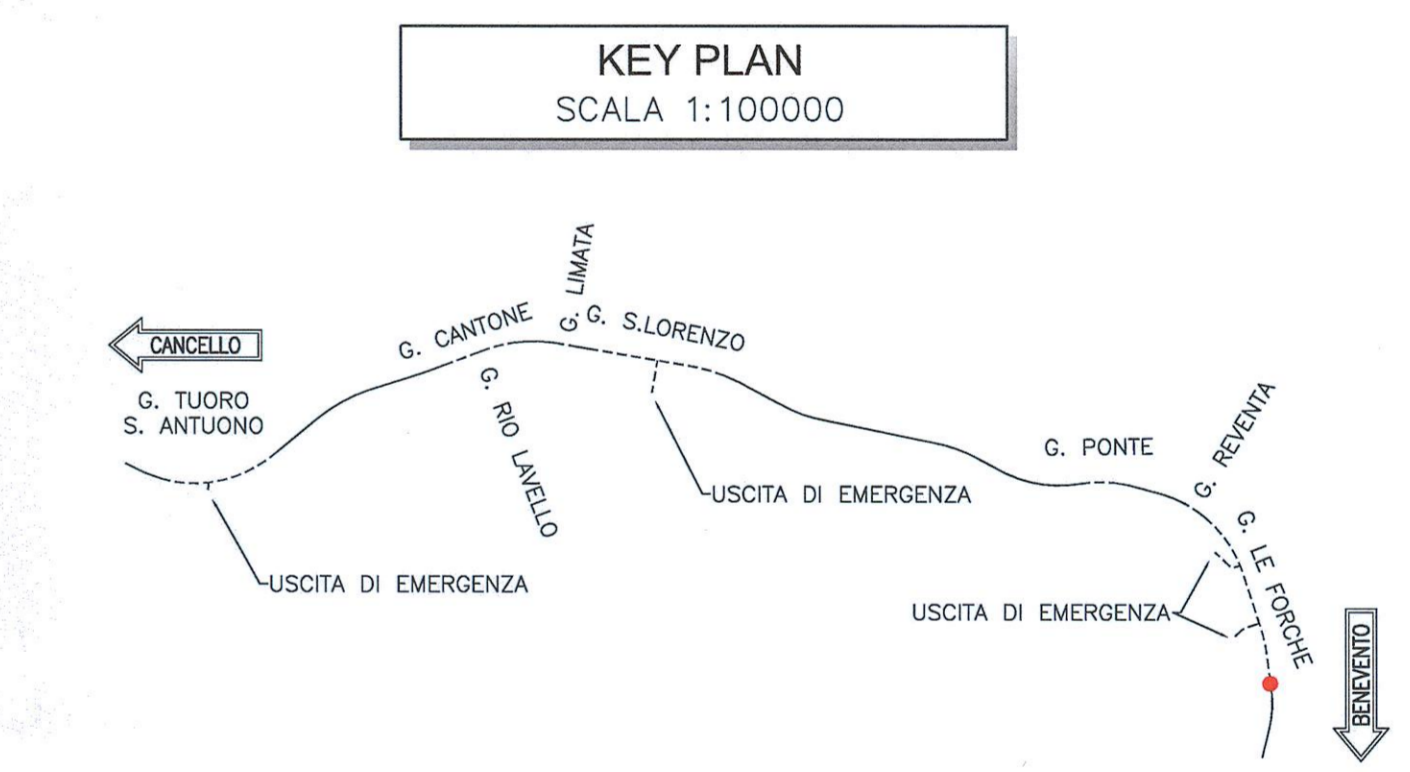 KEY PLAN
SCALA 1:100000
G. LIMATA
G. CANTONE
G. S.LORENZO
CANCELLO
G. TUORO
S. ANTUONO
G. RIO LAVELLO
G. REVENTA
G. PONTE
USCITA DI EMERGENZA
G. LE FORCHE
USCITA DI EMERGENZA
USCITA DI EMERGENZA
BENEVENTO